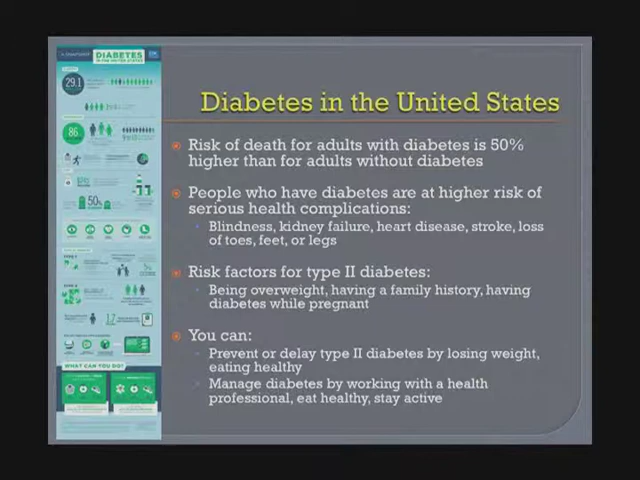 DIABETES
29.1
86
50%
WHAT CAN YOU DO?
Diabetes in the United States
Risk of death for adults with diabetes is 50%
higher than for adults without diabetes
People who have diabetes are at higher risk of
serious health complications:
Blindness, kidney failure, heart disease, stroke, loss
of toes, feet, or legs
Risk factors for type II diabetes:
Being overweight, having a family history, having
diabetes while pregnant
You can:
Prevent or delay type II diabetes by losing weight,
eating healthy
Manage diabetes by working with a health
professional, eat healthy, stay active